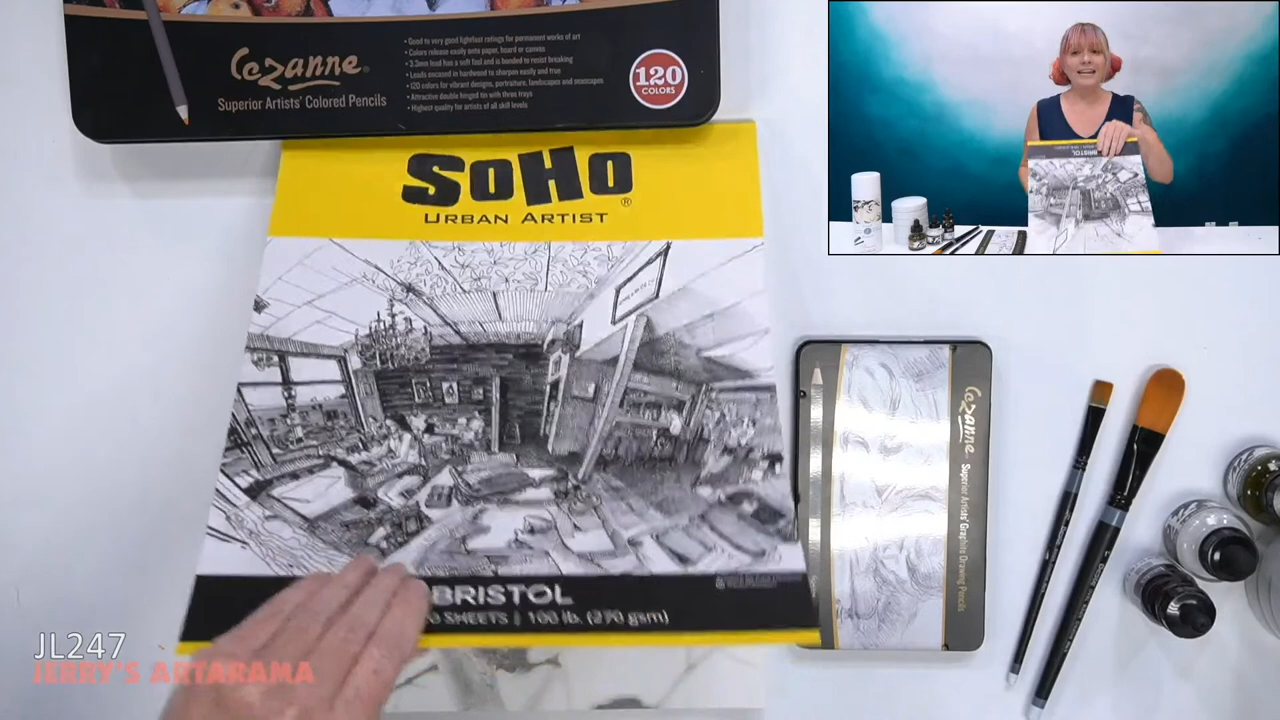 Cezanne®
Superior Artists' Colored Pencils
• Good to very good lightfast ratings for permanent works of art
• Colors release easily onto paper, board or canvas
• 3.3mm lead has a soft feel and is bonded to resist breaking
• Leads encased in hardwood to sharpen easily and true
• 120 colors for vibrant designs, portraiture, landscapes and seascapes
• Attractive double hinged tin with three trays
• Highest quality for artists of all skill levels
120
COLORS
SOHO®
URBAN ARTIST
BRISTOL
0 SHEETS | 100 lb. (270 gsm)
BRISTOL
Cezanne
Superior Artists' Graphite Drawing Pencils
JL247
JERRY'S ARTARAMA